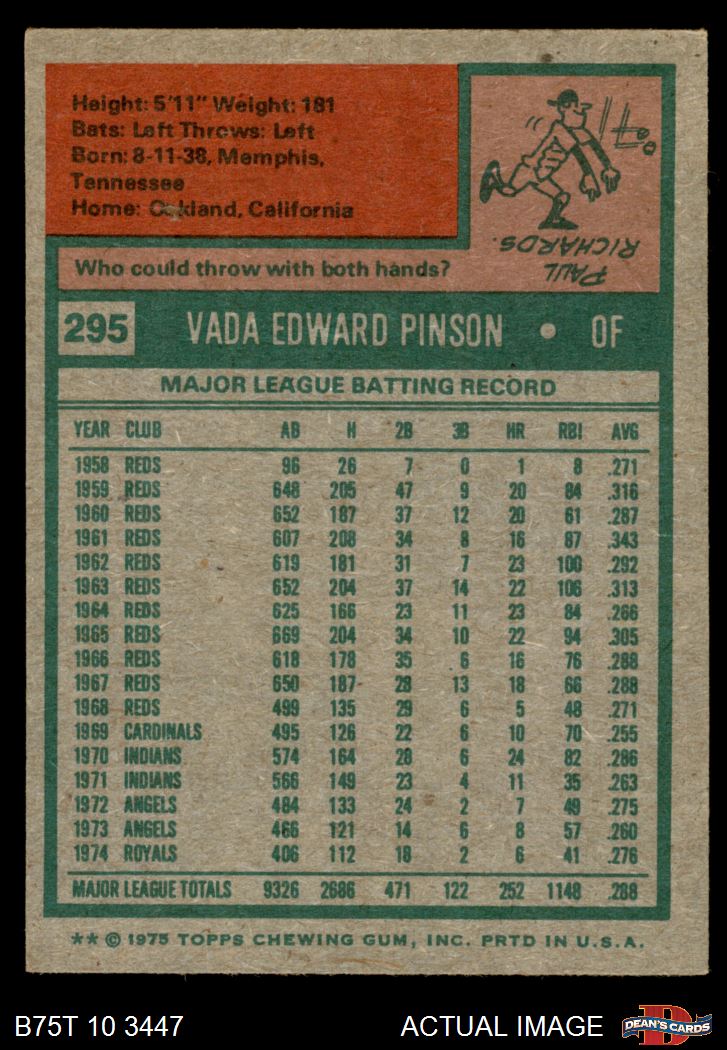 Height: 5'11" Weight: 181
Bats: Left Throws: Left
Born: 8-11-38, Memphis,
Tennessee
Home: Oakland, California
PAUL
RICHARDS.
Who could throw with both hands?
295 VADA EDWARD PINSON • OF
MAJOR LEAGUE BATTING RECORD
YEAR CLUB AB H 2B 3B HR RBI AVG
1958 REDS 96 26 7 0 1 8 .271
1959 REDS 648 205 47 9 20 84 .316
1960 REDS 652 187 37 12 20 61 .287
1961 REDS 607 208 34 8 16 87 .343
1962 REDS 619 181 31 7 23 100 .292
1963 REDS 652 204 37 14 22 106 .313
1964 REDS 625 166 23 11 23 84 .266
1965 REDS 669 204 34 10 22 94 .305
1966 REDS 618 178 35 6 16 76 .288
1967 REDS 650 187 28 13 18 66 .288
1968 REDS 499 135 29 6 5 48 .271
1969 CARDINALS 495 126 22 6 10 70 .255
1970 INDIANS 574 164 28 6 24 82 .286
1971 INDIANS 566 149 23 4 11 35 .263
1972 ANGELS 484 133 24 2 7 49 .275
1973 ANGELS 466 121 14 6 8 57 .260
1974 ROYALS 406 112 18 2 6 41 .276
MAJOR LEAGUE TOTALS 9326 2686 471 122 252 1148 .288
** © 1975 TOPPS CHEWING GUM, INC. PRTD IN U.S.A.
B75T 10 3447 ACTUAL IMAGE D DEAN'S CARDS